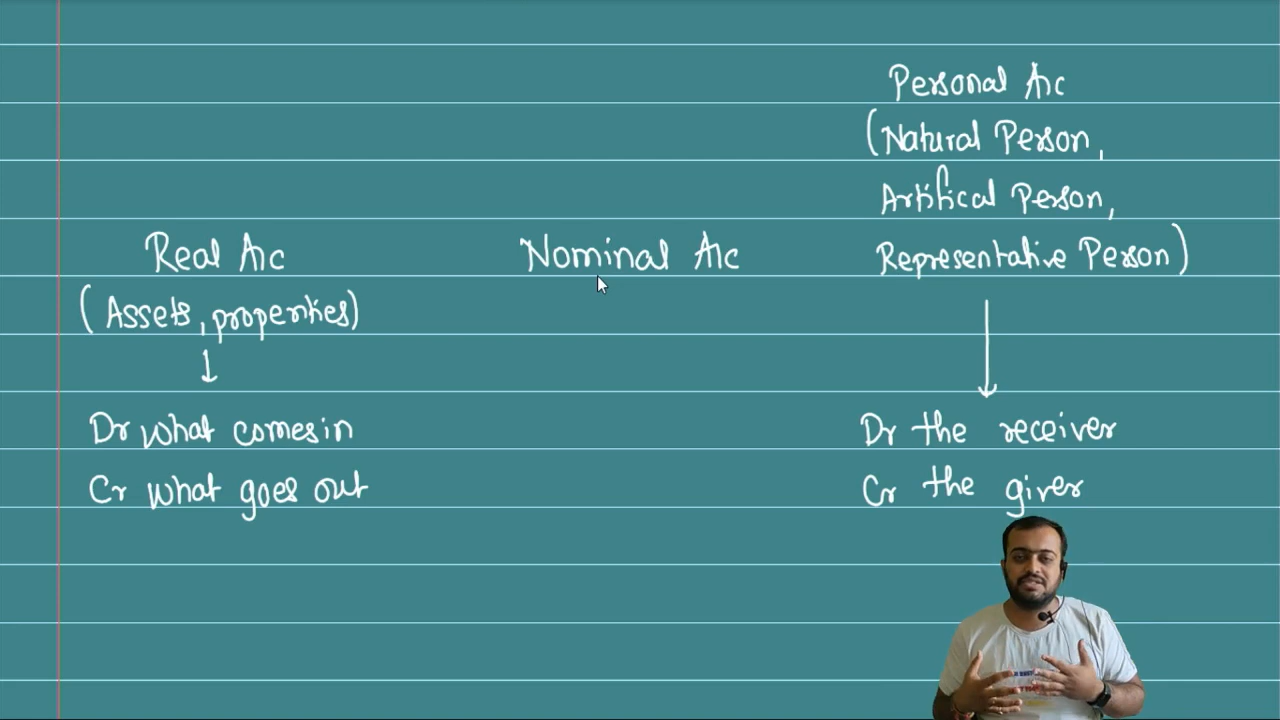 Personal A/c
(Natural Person,
Artifical Person,
Representative Person)
Real A/c
Nominal A/c
(Assets, properties)
Dr what comes in
Dr the receiver
Cr what goes out
Cr the giver